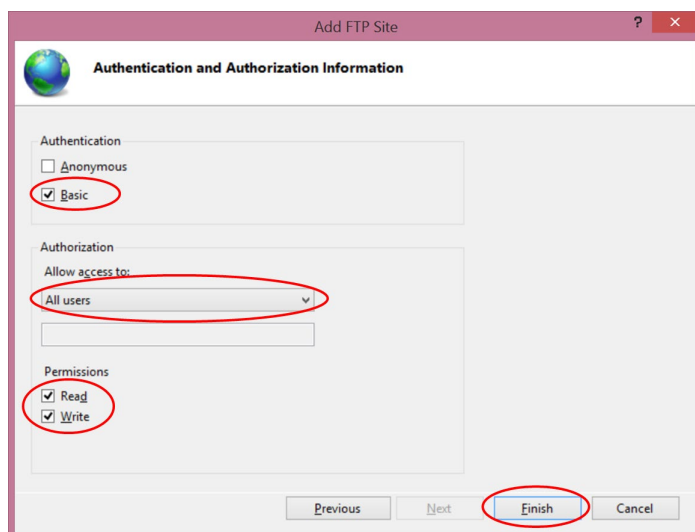 Add FTP Site
?
Authentication and Authorization Information
Authentication
Anonymous
Basic
Authorization
Allow access to:
All users
Permissions
Read
Write
Previous Next Finish Cancel